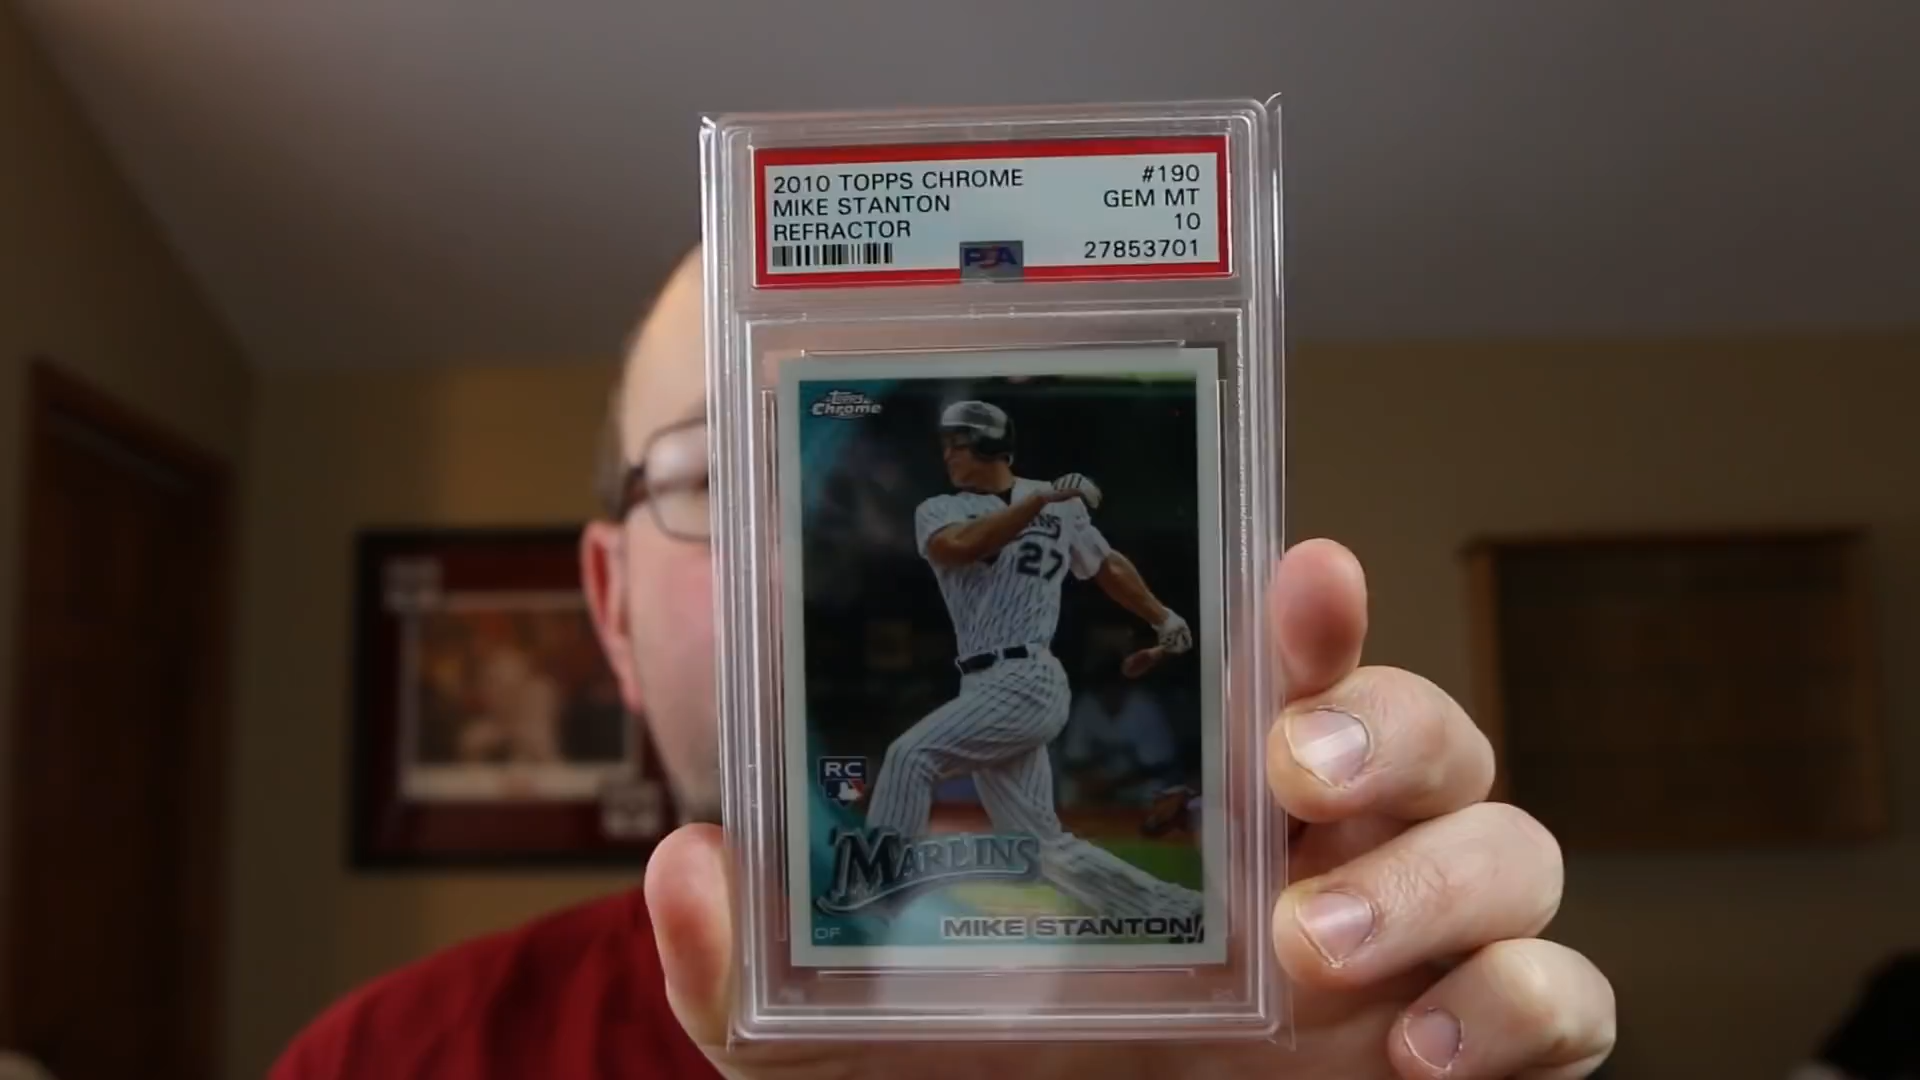 2010 TOPPS CHROME #190
MIKE STANTON GEM MT
REFRACTOR 10
PSA 27853701
Topps
Chrome
27
RC
MARLINS
OF
MIKE STANTON